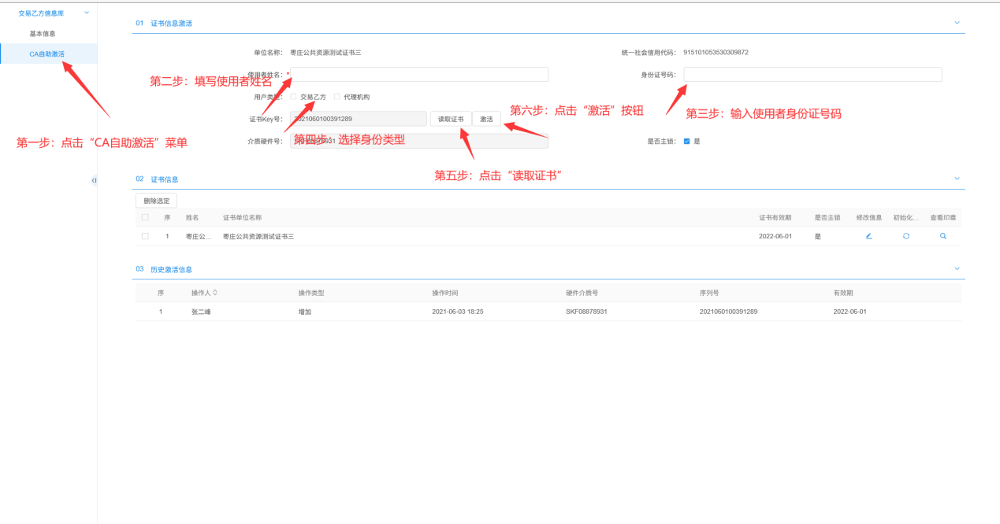 交易乙方信息库
基本信息
CA自助激活
第一步：点击“CA自助激活”菜单
01 证书信息激活
单位名称： 枣庄公共资源测试证书三 统一社会信用代码： 915101053530309872
使用者姓名：* 身份证号码：
第二步：填写使用者姓名
用户类型： 交易乙方 代理机构
第六步：点击“激活”按钮
第三步：输入使用者身份证号码
证书Key号： 2021060100391289 读取证书 激活
介质硬件号： 是否主锁： 是
第四步：选择身份类型
第五步：点击“读取证书”
02 证书信息
删除选定
序 姓名 证书单位名称 证书有效期 是否主锁 修改信息 初始化... 查看印章
1 枣庄公... 枣庄公共资源测试证书三 2022-06-01 是
03 历史激活信息
序 操作人 操作类型 操作时间 硬件介质号 序列号 有效期
1 张二峰 增加 2021-06-03 18:25 SKF08878931 2021060100391289 2022-06-01